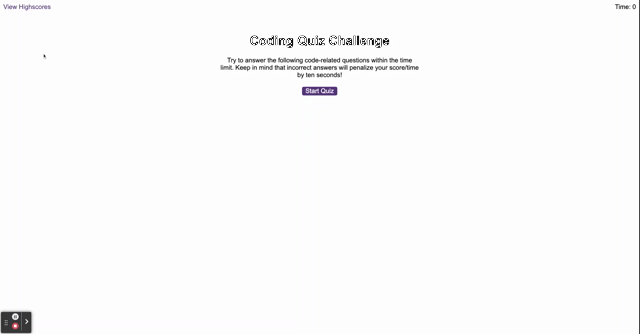 View Highscores
Time: 0
Coding Quiz Challenge
Try to answer the following code-related questions within the time
limit. Keep in mind that incorrect answers will penalize your score/time
by ten seconds!
Start Quiz